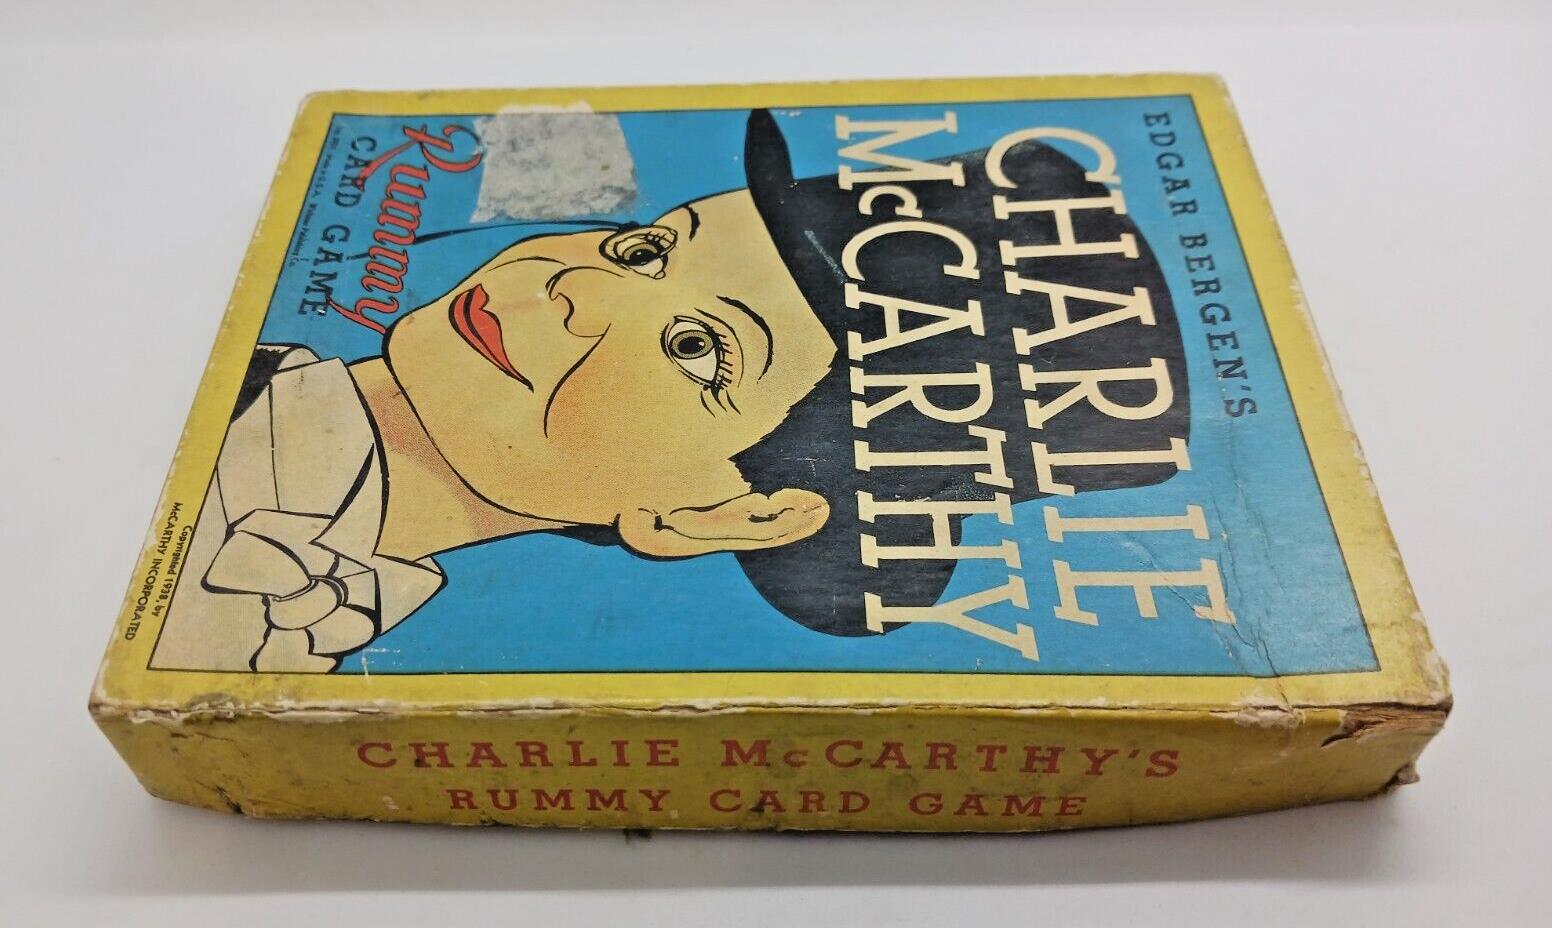 EDGAR BERGEN'S
CHARLIE
McCARTHY
Rummy
CARD GAME
Copyrighted 1938, by
McCARTHY INCORPORATED
CHARLIE McCARTHY'S
RUMMY CARD GAME